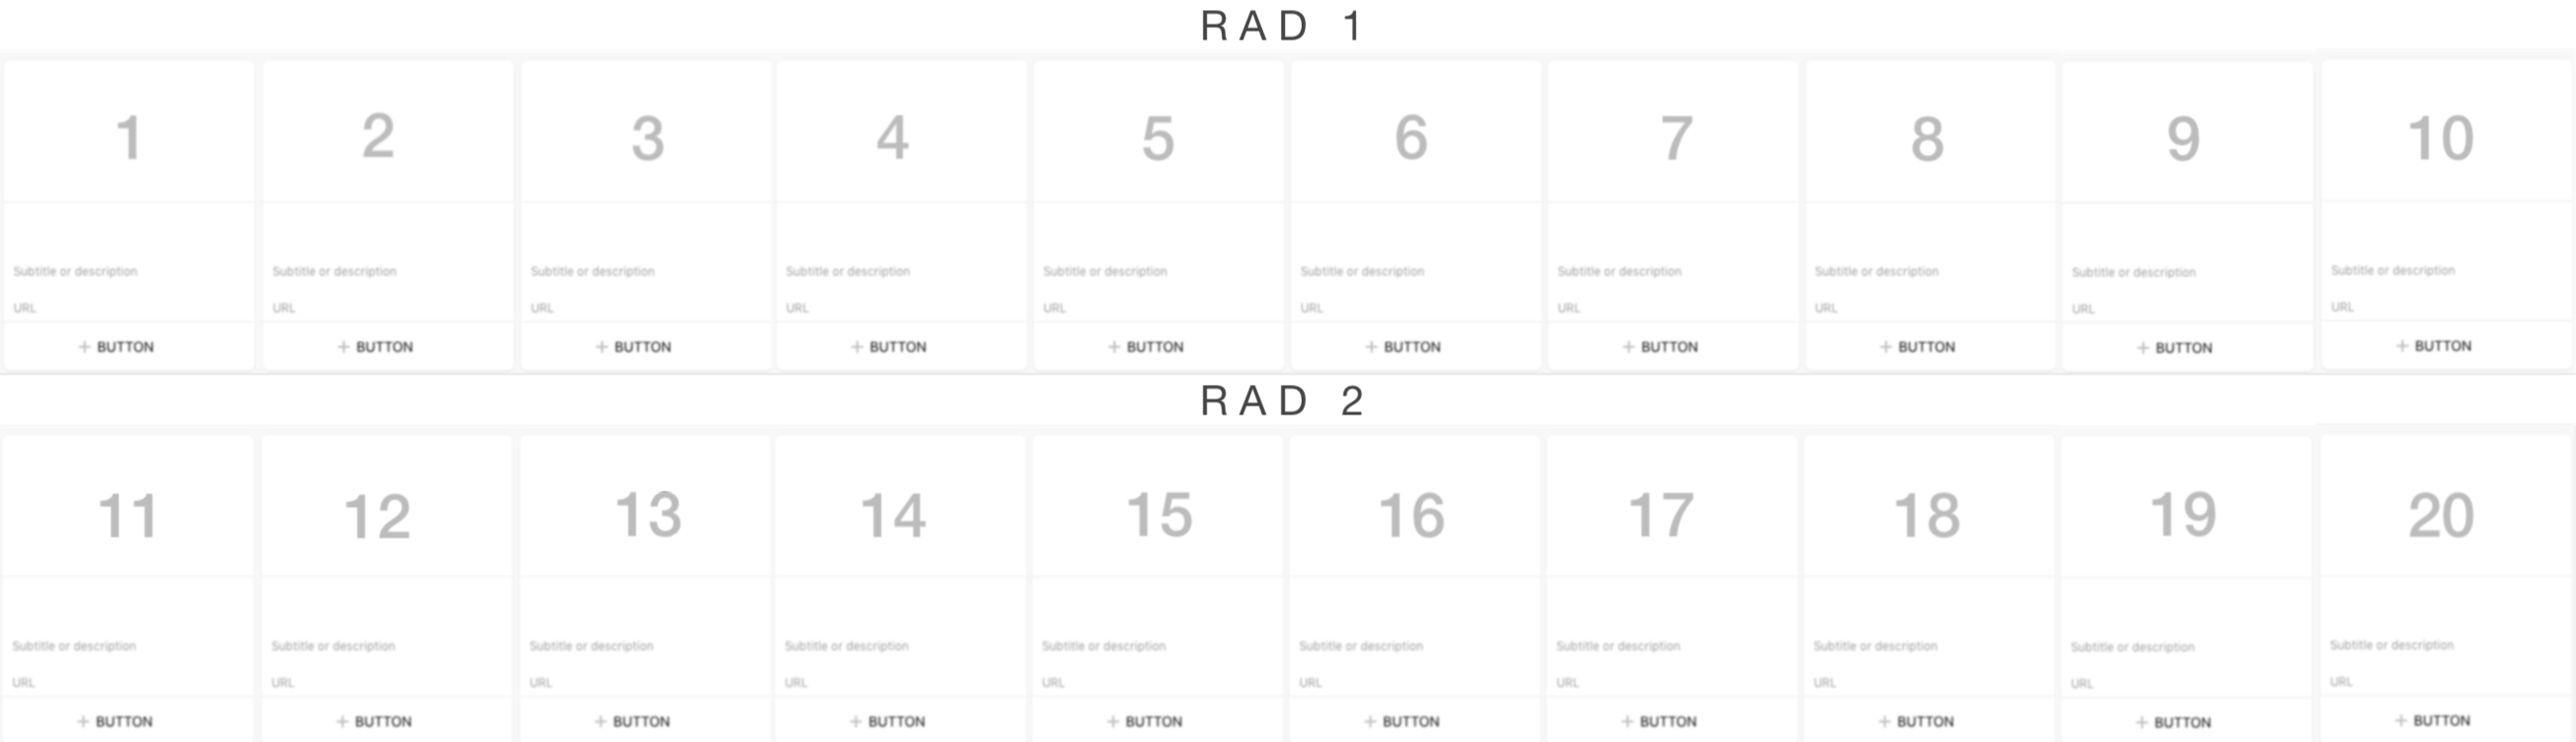 RAD 1
1 2 3 4 5 6 7 8 9 10
Subtitle or description Subtitle or description Subtitle or description Subtitle or description Subtitle or description Subtitle or description Subtitle or description Subtitle or description Subtitle or description Subtitle or description
URL URL URL URL URL URL URL URL URL URL
+ BUTTON + BUTTON + BUTTON + BUTTON + BUTTON + BUTTON + BUTTON + BUTTON + BUTTON + BUTTON
RAD 2
11 12 13 14 15 16 17 18 19 20
Subtitle or description Subtitle or description Subtitle or description Subtitle or description Subtitle or description Subtitle or description Subtitle or description Subtitle or description Subtitle or description Subtitle or description
URL URL URL URL URL URL URL URL URL URL
+ BUTTON + BUTTON + BUTTON + BUTTON + BUTTON + BUTTON + BUTTON + BUTTON + BUTTON + BUTTON